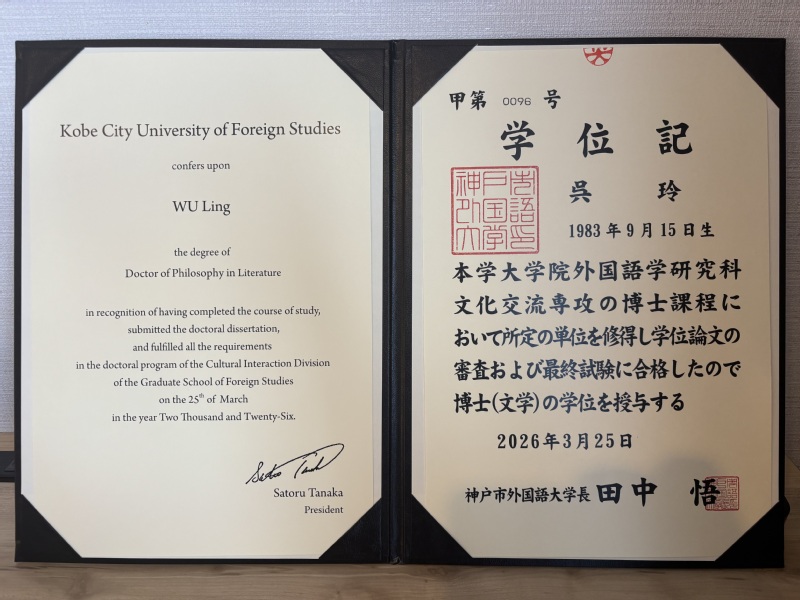 Kobe City University of Foreign Studies
confers upon
WU Ling
the degree of
Doctor of Philosophy in Literature
in recognition of having completed the course of study,
submitted the doctoral dissertation,
and fulfilled all the requirements
in the doctoral program of the Cultural Interaction Division
of the Graduate School of Foreign Studies
on the 25th of March
in the year Two Thousand and Twenty-Six.
Satoru Tanaka
Satoru Tanaka
President
甲第 0096 号
学位記
呉 玲
1983年9月15日生
本学大学院外国語学研究科
文化交流専攻の博士課程に
おいて所定の単位を修得し学位論文の
審査および最終試験に合格したので
博士(文学)の学位を授与する
2026年3月25日
神戸市外国語大学長 田中 悟